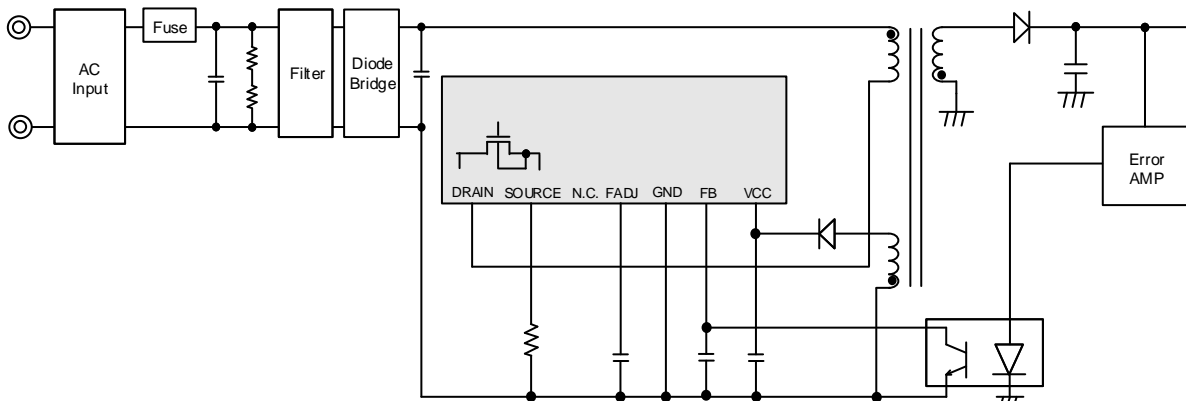 Fuse
AC
Input
Filter
Diode
Bridge
DRAIN SOURCE N.C. FADJ GND FB VCC
Error
AMP